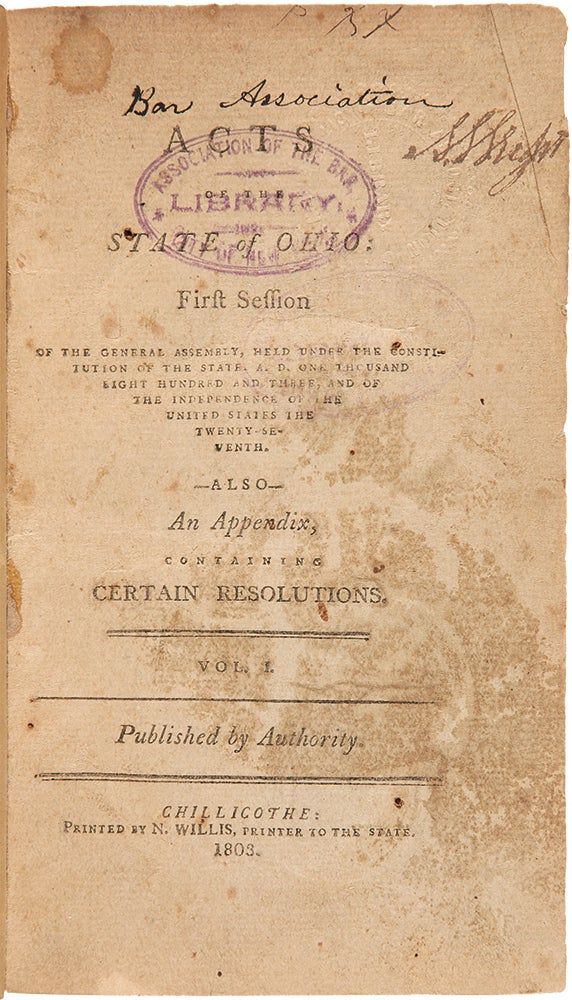 Bar Association
ACTS
ASSOCIATION OF THE BAR
OF THE
LIBRARY.
STATE of OHIO:
OF NEW
Firſt Seſſion
OF THE GENERAL ASSEMBLY, HELD UNDER THE CONSTI-
TUTION OF THE STATE. A. D. ONE THOUSAND
EIGHT HUNDRED AND THREE, AND OF
THE INDEPENDENCE OF THE
UNITED STATES THE
TWENTY-SE-
VENTH.
—ALSO—
An Appendix,
CONTAINING
CERTAIN RESOLUTIONS.
VOL. I.
Published by Authority.
CHILLICOTHE:
PRINTED BY N. WILLIS, PRINTER TO THE STATE.
1803.